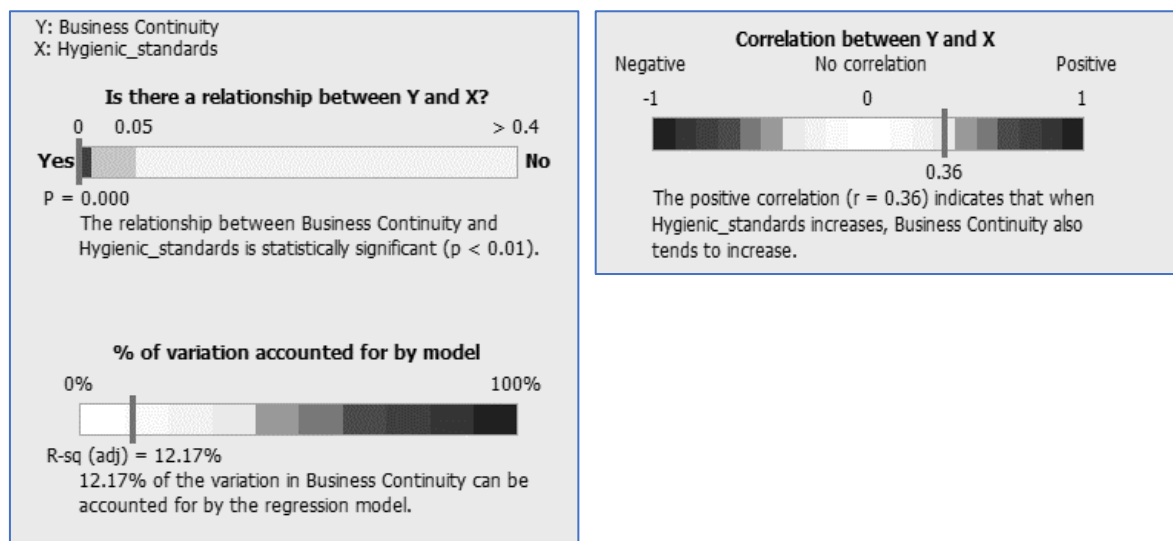 Y: Business Continuity
X: Hygienic_standards
Is there a relationship between Y and X?
0 0.05 > 0.4
Yes No
P = 0.000
The relationship between Business Continuity and
Hygienic_standards is statistically significant (p < 0.01).
% of variation accounted for by model
0% 100%
R-sq (adj) = 12.17%
12.17% of the variation in Business Continuity can be
accounted for by the regression model.
Correlation between Y and X
Negative No correlation Positive
-1 0 1
0.36
The positive correlation (r = 0.36) indicates that when
Hygienic_standards increases, Business Continuity also
tends to increase.